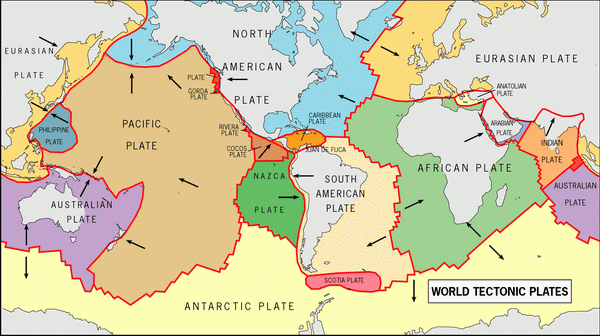 EURASIAN
PLATE
NORTH
AMERICAN
PLATE
EURASIAN PLATE
PLATE
GORDA
PLATE
ANATOLIAN
PLATE
PHILIPPINE
PLATE
PACIFIC
PLATE
RIVERA
PLATE
CARIBBEAN
PLATE
JUAN DE FUCA
COCOS
PLATE
ARABIAN
PLATE
INDIAN
PLATE
AFRICAN PLATE
NAZCA
PLATE
SOUTH
AMERICAN
PLATE
AUSTRALIAN
PLATE
AUSTRALIAN
PLATE
SCOTIA PLATE
ANTARCTIC PLATE
WORLD TECTONIC PLATES